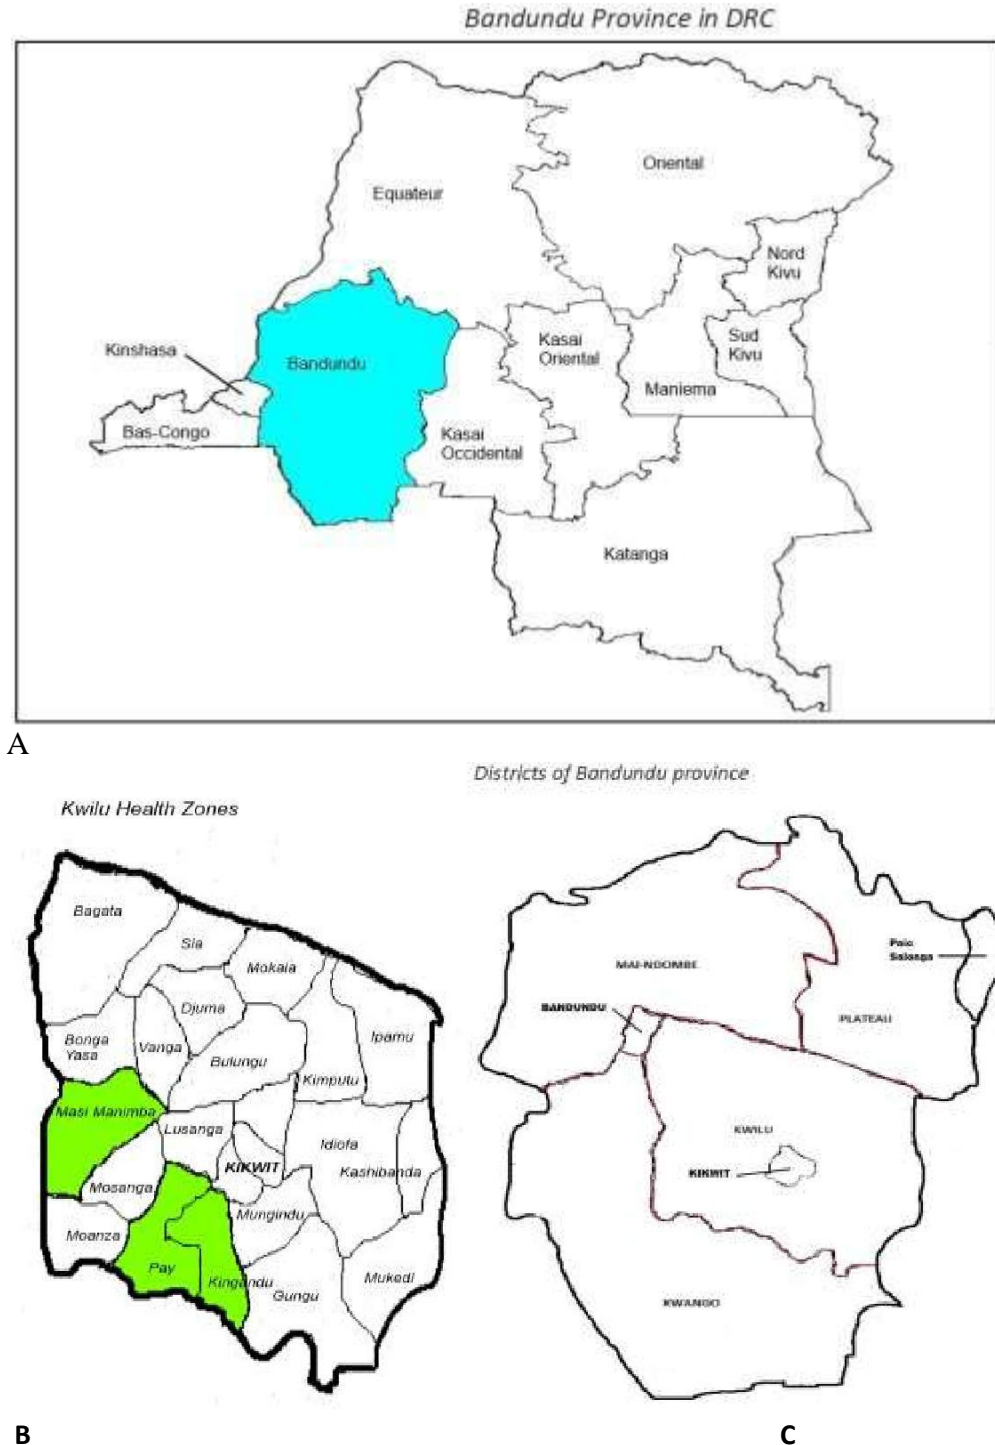 Bandundu Province in DRC
Oriental
Equateur
Nord
Kivu
Kinshasa
Bandundu
Kasai
Oriental
Sud
Kivu
Maniema
Bas-Congo
Kasai
Occidental
Katanga
A
Districts of Bandundu province
Kwilu Health Zones
Bagata
Sia
Mokala
Djuma
Bonga
Yasa
Vanga
Bulungu
Ipamu
Kimputu
Masi Manimba
Lusanga
Idiofa
KIKWIT
Kashibanda
Mosanga
Mungindu
Moanza
Pay
Kingandu
Gungu
Mukedi
MAI-NDOMBE
BANDUNDU
Salonga
PLATEAU
KWILU
KIKWIT
KWANGO
B
C